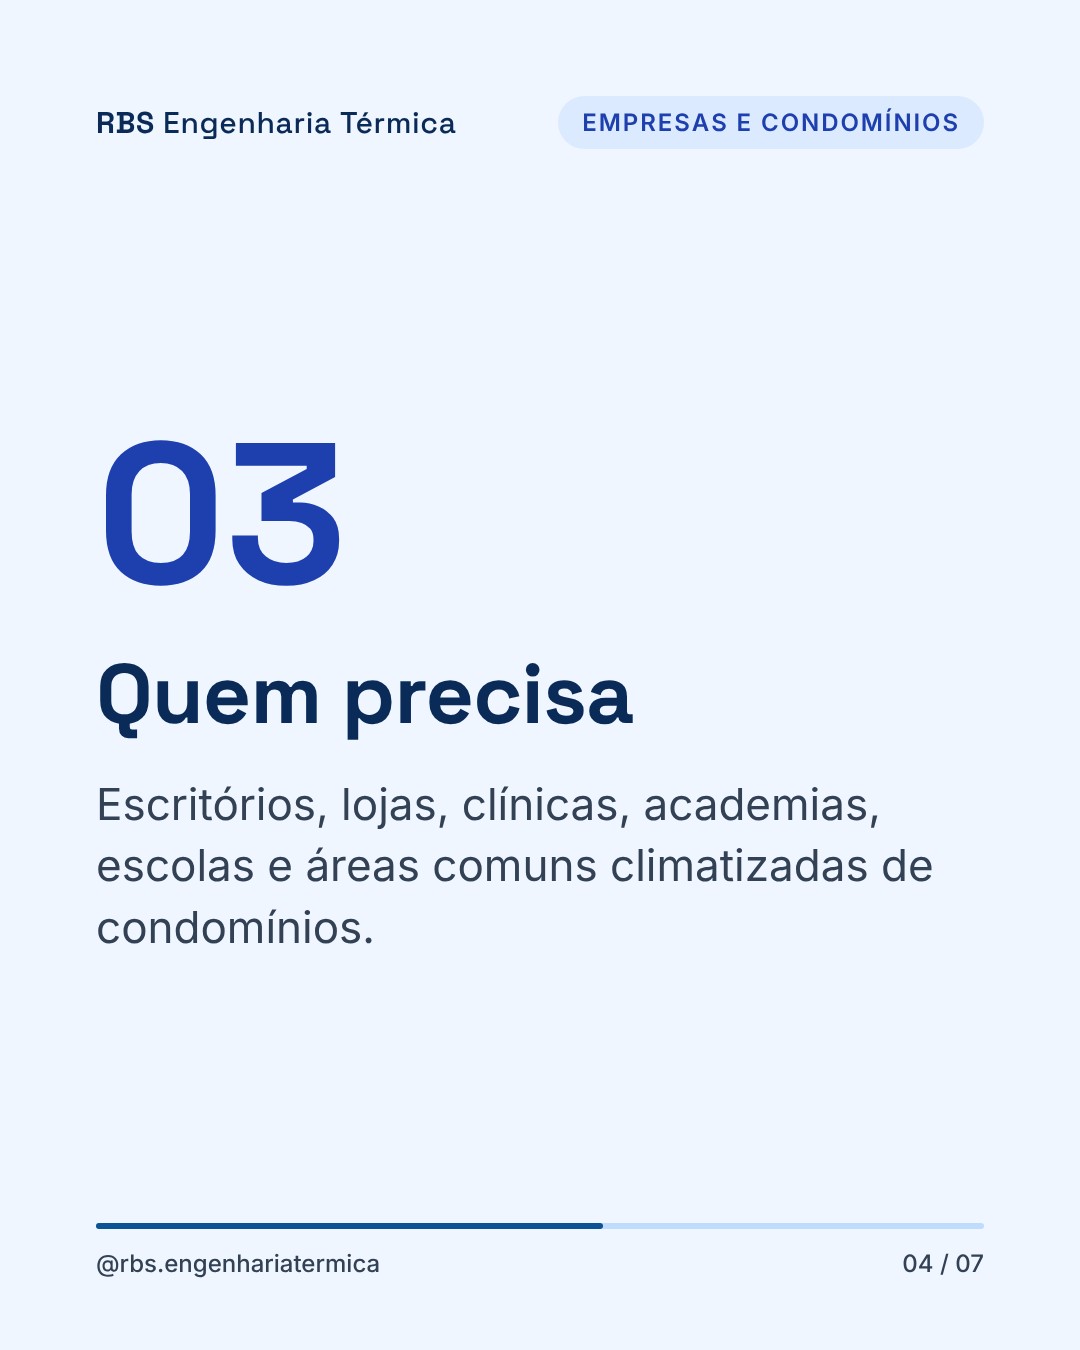 RBS Engenharia Térmica
EMPRESAS E CONDOMÍNIOS
03
Quem precisa
Escritórios, lojas, clínicas, academias,
escolas e áreas comuns climatizadas de
condomínios.
@rbs.engenhariatermica
04 / 07